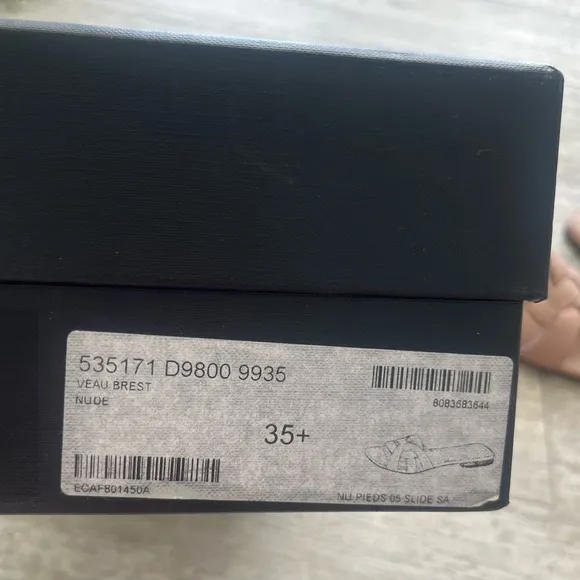 535171 D9800 9935
VEAU BREST
NUDE
8083683644
35+
ECAF801450A
NU PIEDS 05 SLIDE SA